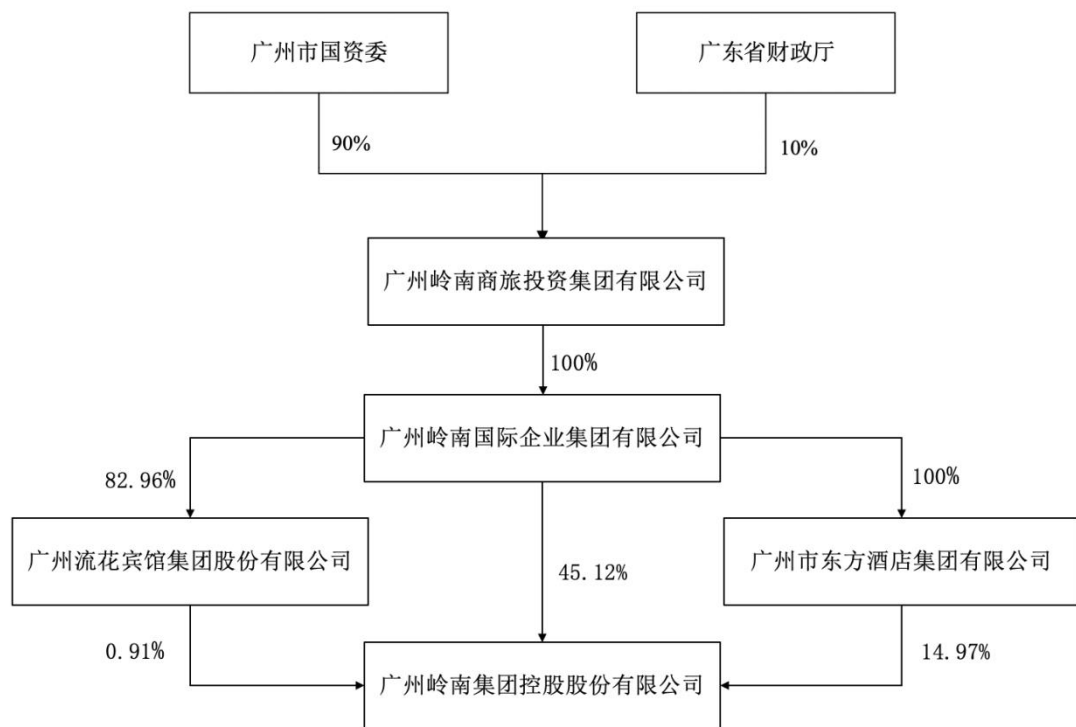 广州市国资委
广东省财政厅
90%
10%
广州岭南商旅投资集团有限公司
100%
广州岭南国际企业集团有限公司
82.96%
100%
广州流花宾馆集团股份有限公司
45.12%
广州市东方酒店集团有限公司
0.91%
14.97%
广州岭南集团控股股份有限公司